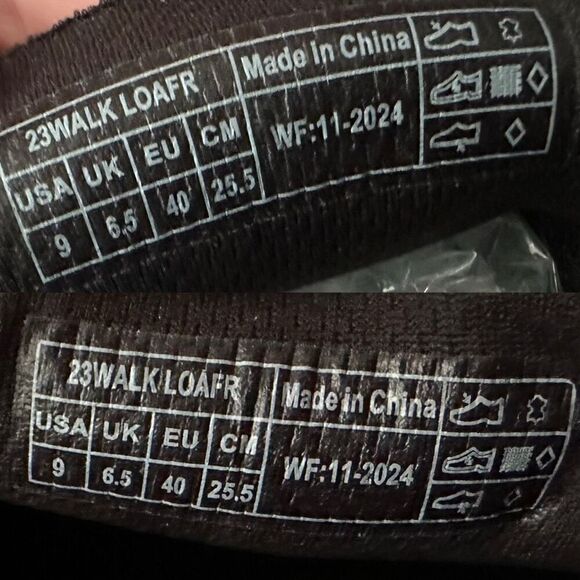 23WALK LOAFR
Made in China
USA UK EU CM
WF:11-2024
9 6.5 40 25.5
23WALK LOAFR
Made in China
USA UK EU CM
WF:11-2024
9 6.5 40 25.5